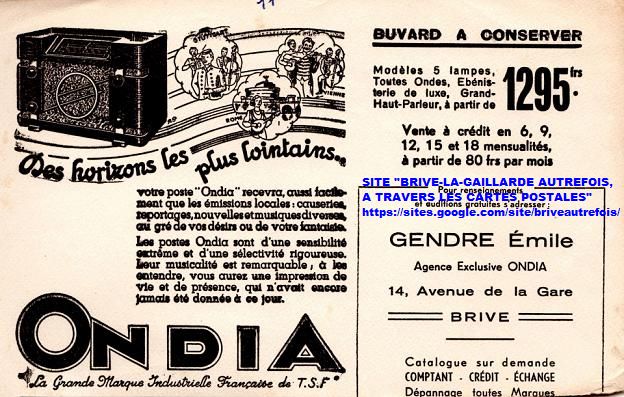 77
STUTTGART
VIENNE
ROME
Des horizons les plus lointains..
votre poste "Ondia" recevra, aussi facile-
ment que les émissions locales: causeries,
reportages, nouvelles et musiques diverses,
au gré de vos désirs ou de votre fantaisie.
Les postes Ondia sont d'une sensibilité
extrême et d'une sélectivité rigoureuse.
Leur musicalité est remarquable; à les
entendre, vous aurez une impression de
vie et de présence, qui n'avait encore
jamais été donnée à ce jour.
ONDIA
La Grande Marque Industrielle Française de T.S.F
BUVARD A CONSERVER
Modèles 5 lampes,
Toutes Ondes, Ebénis-
terie de luxe, Grand-
Haut-Parleur, à partir de
1295 frs.
Vente à crédit en 6, 9,
12, 15 et 18 mensualités,
à partir de 80 frs par mois
SITE "BRIVE-LA-GAILLARDE AUTREFOIS,
Pour renseignements
A TRAVERS LES CARTES POSTALES"
et auditions gratuites s'adresser:
https://sites.google.com/site/briveautrefois/
GENDRE Émile
Agence Exclusive ONDIA
14, Avenue de la Gare
BRIVE
Catalogue sur demande
COMPTANT - CRÉDIT - ÉCHANGE
Dépannage toutes Marques